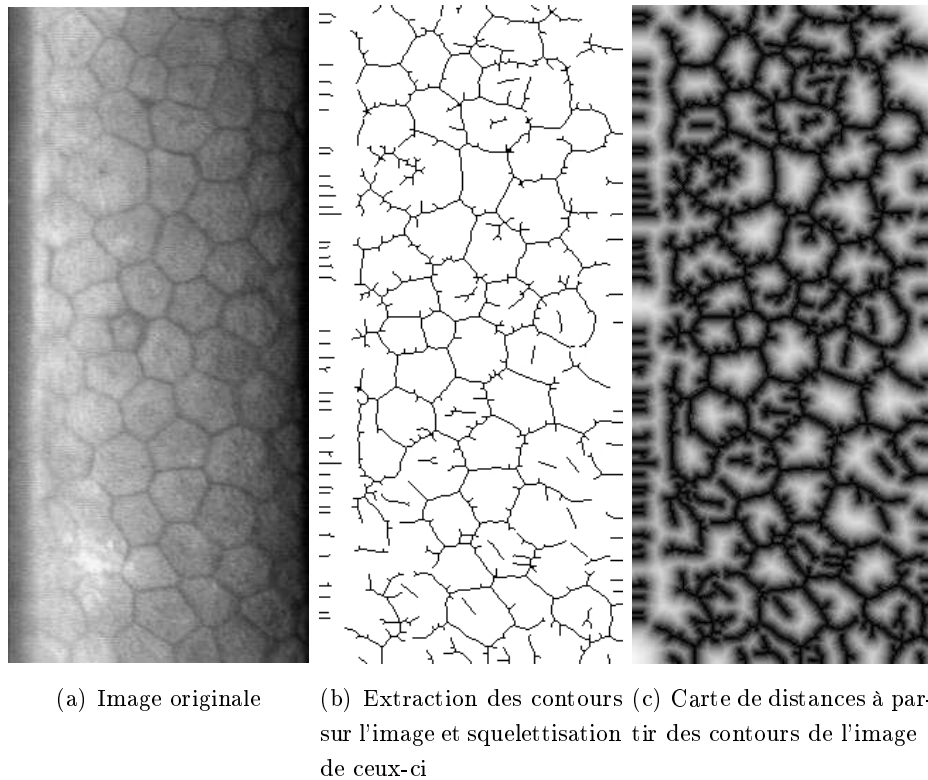 (a) Image originale
(b) Extraction des contours
sur l'image et squelettisation
de ceux-ci
(c) Carte de distances à par-
tir des contours de l'image